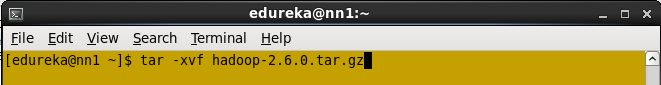 edureka@nn1:~
File Edit View Search Terminal Help
[edureka@nn1 ~]$ tar -xvf hadoop-2.6.0.tar.gz